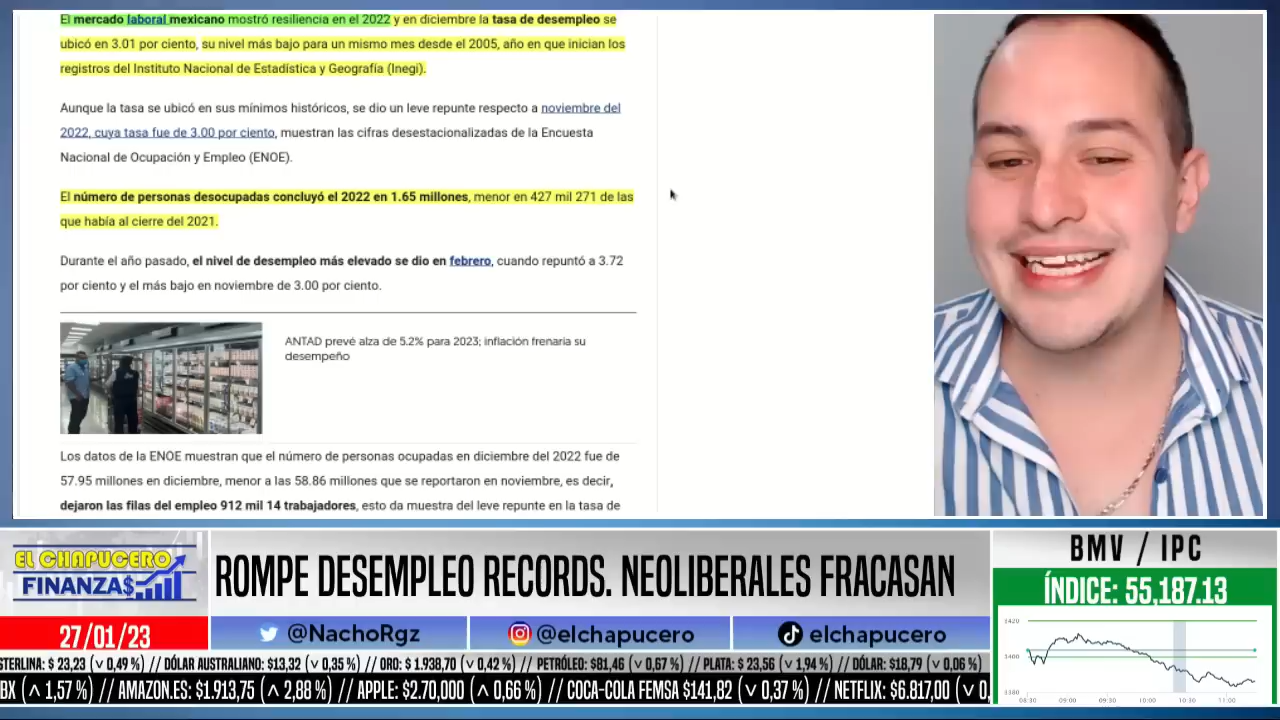 El mercado laboral mexicano mostró resiliencia en el 2022 y en diciembre la tasa de desempleo se
ubicó en 3.01 por ciento, su nivel más bajo para un mismo mes desde el 2005, año en que inician los
registros del Instituto Nacional de Estadística y Geografía (Inegi).
Aunque la tasa se ubicó en sus mínimos históricos, se dio un leve repunte respecto a noviembre del
2022, cuya tasa fue de 3.00 por ciento, muestran las cifras desestacionalizadas de la Encuesta
Nacional de Ocupación y Empleo (ENOE).
El número de personas desocupadas concluyó el 2022 en 1.65 millones, menor en 427 mil 271 de las
que había al cierre del 2021.
Durante el año pasado, el nivel de desempleo más elevado se dio en febrero, cuando repuntó a 3.72
por ciento y el más bajo en noviembre de 3.00 por ciento.
ANTAD prevé alza de 5.2% para 2023; inflación frenaría su
desempeño
Los datos de la ENOE muestran que el número de personas ocupadas en diciembre del 2022 fue de
57.95 millones en diciembre, menor a las 58.86 millones que se reportaron en noviembre, es decir,
dejaron las filas del empleo 912 mil 14 trabajadores, esto da muestra del leve repunte en la tasa de
EL CHAPUCERO
FINANZA$
ROMPE DESEMPLEO RECORDS. NEOLIBERALES FRACASAN
BMV / IPC
ÍNDICE: 55,187.13
27/01/23
@NachoRgz
@elchapucero
elchapucero
STERLINA: $ 23,23 (v 0,49 %) // DÓLAR AUSTRALIANO: $13,32 (v 0,35 %) // ORO: $ 1.938,1 (v 0,42 %) // PETRÓLEO: $81,46 (v 0,67 %) // PLATA: $ 23,56 (v 1,94 %) // DÓLAR: $18,79 (v 0,06 %)
BX (ʌ 1,57 %) // AMAZON.ES: $1.913,75 (ʌ 2,88 %) // APPLE: $2.70,000 (ʌ 0,66 %) // COCA-COLA FEMSA $141,82 (v 0,37 %) // NETFLIX: $6.817,00 (v 0,
08:30 09:00 09:30 10:00 10:30 11:00